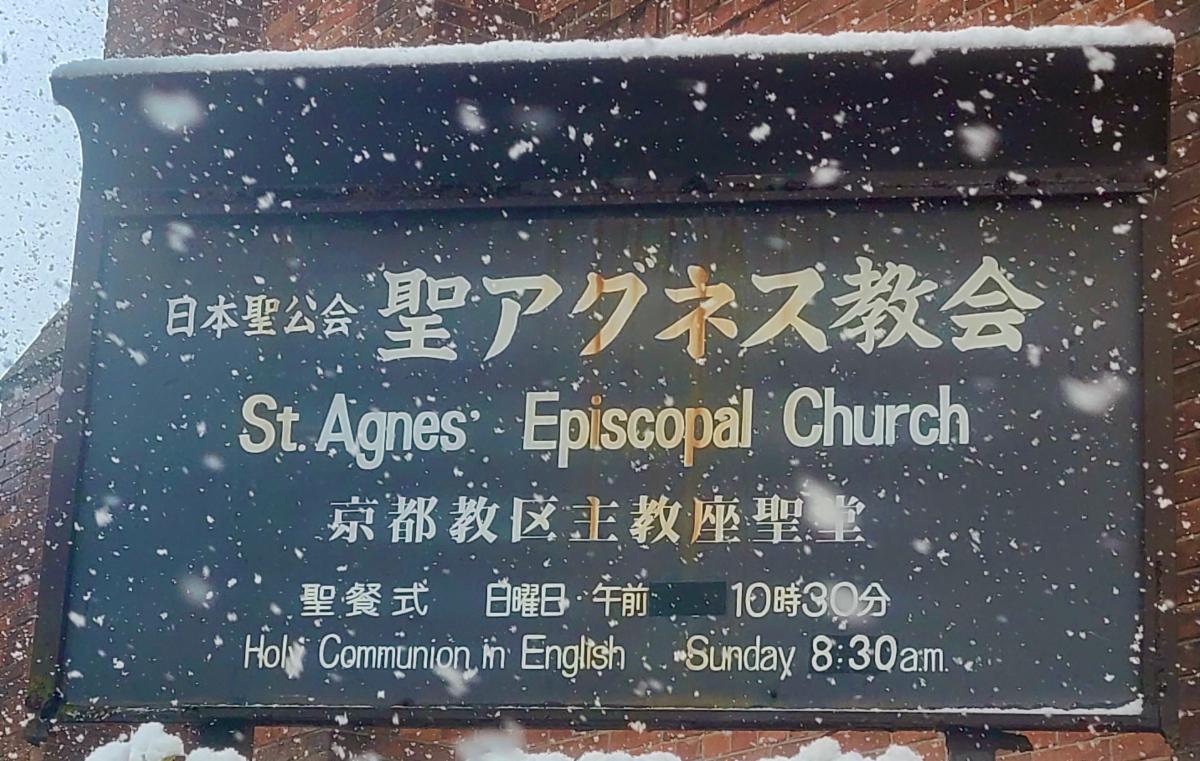 日本聖公会 聖アグネス教会
St. Agnes' Episcopal Church
京都教区主教座聖堂
聖餐式 日曜日 午前 10時30分
Holy Communion in English Sunday 8:30a.m.